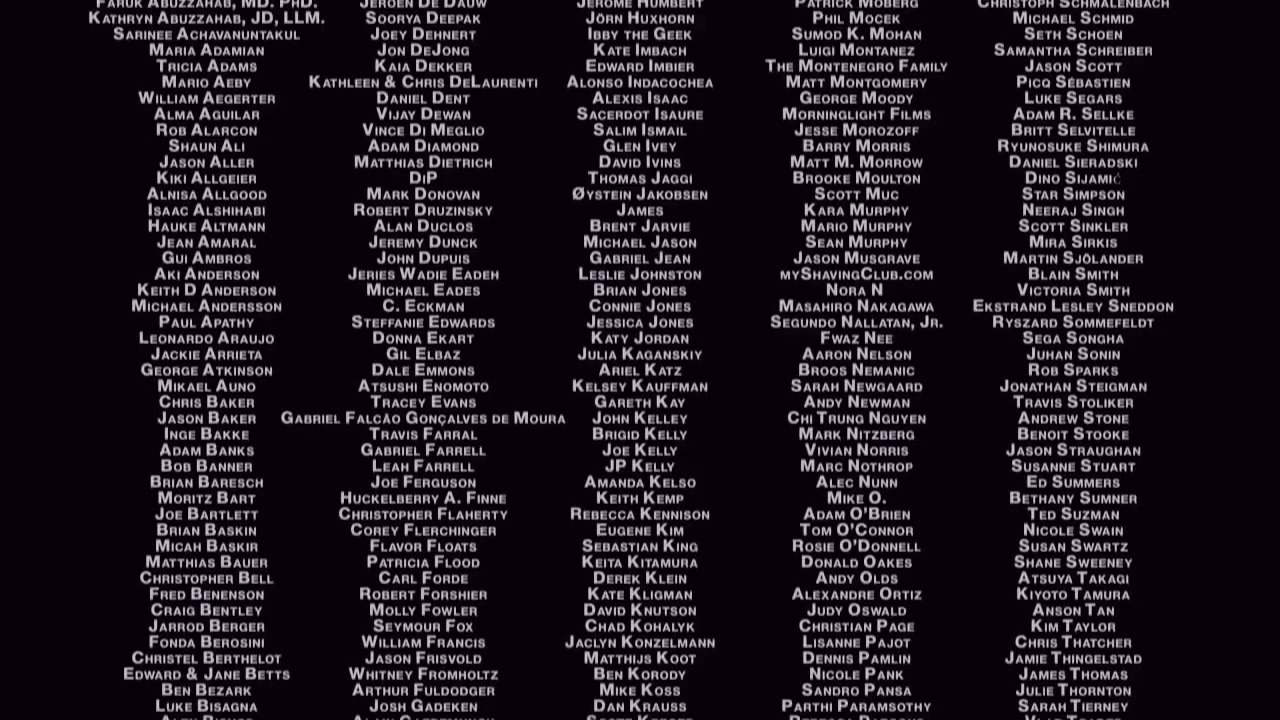 Faruk Abuzzahab, MD. PhD.
Kathryn Abuzzahab, JD, LLM.
Sarinee Achavanuntakul
Maria Adamian
Tricia Adams
Mario Aeby
William Aegerter
Alma Aguilar
Rob Alarcon
Shaun Ali
Jason Aller
Kiki Allgeier
Alnisa Allgood
Isaac Alshihabi
Hauke Altmann
Jean Amaral
Gui Ambros
Aki Anderson
Keith D Anderson
Michael Andersson
Paul Apathy
Leonardo Araujo
Jackie Arrieta
George Atkinson
Mikael Auno
Chris Baker
Jason Baker
Inge Bakke
Adam Banks
Bob Banner
Brian Baresch
Moritz Bart
Joe Bartlett
Brian Baskin
Micah Baskir
Matthias Bauer
Christopher Bell
Fred Benenson
Craig Bentley
Jarrod Berger
Fonda Berosini
Christel Berthelot
Edward & Jane Betts
Ben Bezark
Luke Bisagna
Jeroen De Dauw
Soorya Deepak
Joey Dehnert
Jon DeJong
Kaia Dekker
Kathleen & Chris DeLaurenti
Daniel Dent
Vijay Dewan
Vince Di Meglio
Adam Diamond
Matthias Dietrich
DiP
Mark Donovan
Robert Druzinsky
Alan Duclos
Jeremy Dunck
John Dupuis
Jeries Wadie Eadeh
Michael Eades
C. Eckman
Steffanie Edwards
Donna Ekart
Gil Elbaz
Dale Emmons
Atsushi Enomoto
Tracey Evans
Gabriel Falcão Gonçalves de Moura
Travis Farral
Gabriel Farrell
Leah Farrell
Joe Ferguson
Huckelberry A. Finne
Christopher Flaherty
Corey Flerchinger
Flavor Floats
Patricia Flood
Carl Forde
Robert Forshier
Molly Fowler
Seymour Fox
William Francis
Jason Frisvold
Whitney Fromholtz
Arthur Fuldodger
Josh Gadeken
Jerome Humbert
Jörn Huxhorn
Ibby the Geek
Kate Imbach
Edward Imbier
Alonso Indacochea
Alexis Isaac
Sacerdot Isaure
Salim Ismail
Glen Ivey
David Ivins
Thomas Jaggi
Øystein Jakobsen
James
Brent Jarvie
Michael Jason
Gabriel Jean
Leslie Johnston
Brian Jones
Connie Jones
Jessica Jones
Katy Jordan
Julia Kaganskiy
Ariel Katz
Kelsey Kauffman
Gareth Kay
John Kelley
Brigid Kelly
Joe Kelly
JP Kelly
Amanda Kelso
Keith Kemp
Rebecca Kennison
Eugene Kim
Sebastian King
Keita Kitamura
Derek Klein
Kate Kligman
David Knutson
Chad Kohalyk
Jaclyn Konzelmann
Matthijs Koot
Ben Korody
Mike Koss
Dan Krauss
Patrick Moberg
Phil Mocek
Sumod K. Mohan
Luigi Montanez
The Montenegro Family
Matt Montgomery
George Moody
Morninglight Films
Jesse Morozoff
Barry Morris
Matt M. Morrow
Brooke Moulton
Scott Muc
Kara Murphy
Mario Murphy
Sean Murphy
Jason Musgrave
myShavingClub.com
Nora N
Masahiro Nakagawa
Segundo Nallatan, Jr.
Fwaz Nee
Aaron Nelson
Broos Nemanic
Sarah Newgaard
Andy Newman
Chi Trung Nguyen
Mark Nitzberg
Vivian Norris
Marc Nothrop
Alec Nunn
Mike O.
Adam O'Brien
Tom O'Connor
Rosie O'Donnell
Donald Oakes
Andy Olds
Alexandre Ortiz
Judy Oswald
Christian Page
Lisanne Pajot
Dennis Pamlin
Nicole Pank
Sandro Pansa
Parthi Paramsothy
Christoph Schmalenbach
Michael Schmid
Seth Schoen
Samantha Schreiber
Jason Scott
Picq Sébastien
Luke Segars
Adam R. Sellke
Britt Selvitelle
Ryunosuke Shimura
Daniel Sieradski
Dino Sijamić
Star Simpson
Neeraj Singh
Scott Sinkler
Mira Sirkis
Martin Sjölander
Blain Smith
Victoria Smith
Ekstrand Lesley Sneddon
Ryszard Sommefeldt
Sega Songha
Juhan Sonin
Rob Sparks
Jonathan Steigman
Travis Stoliker
Andrew Stone
Benoit Stooke
Jason Straughan
Susanne Stuart
Ed Summers
Bethany Sumner
Ted Suzman
Nicole Swain
Susan Swartz
Shane Sweeney
Atsuya Takagi
Kiyoto Tamura
Anson Tan
Kim Taylor
Chris Thatcher
Jamie Thingelstad
James Thomas
Julie Thornton
Sarah Tierney